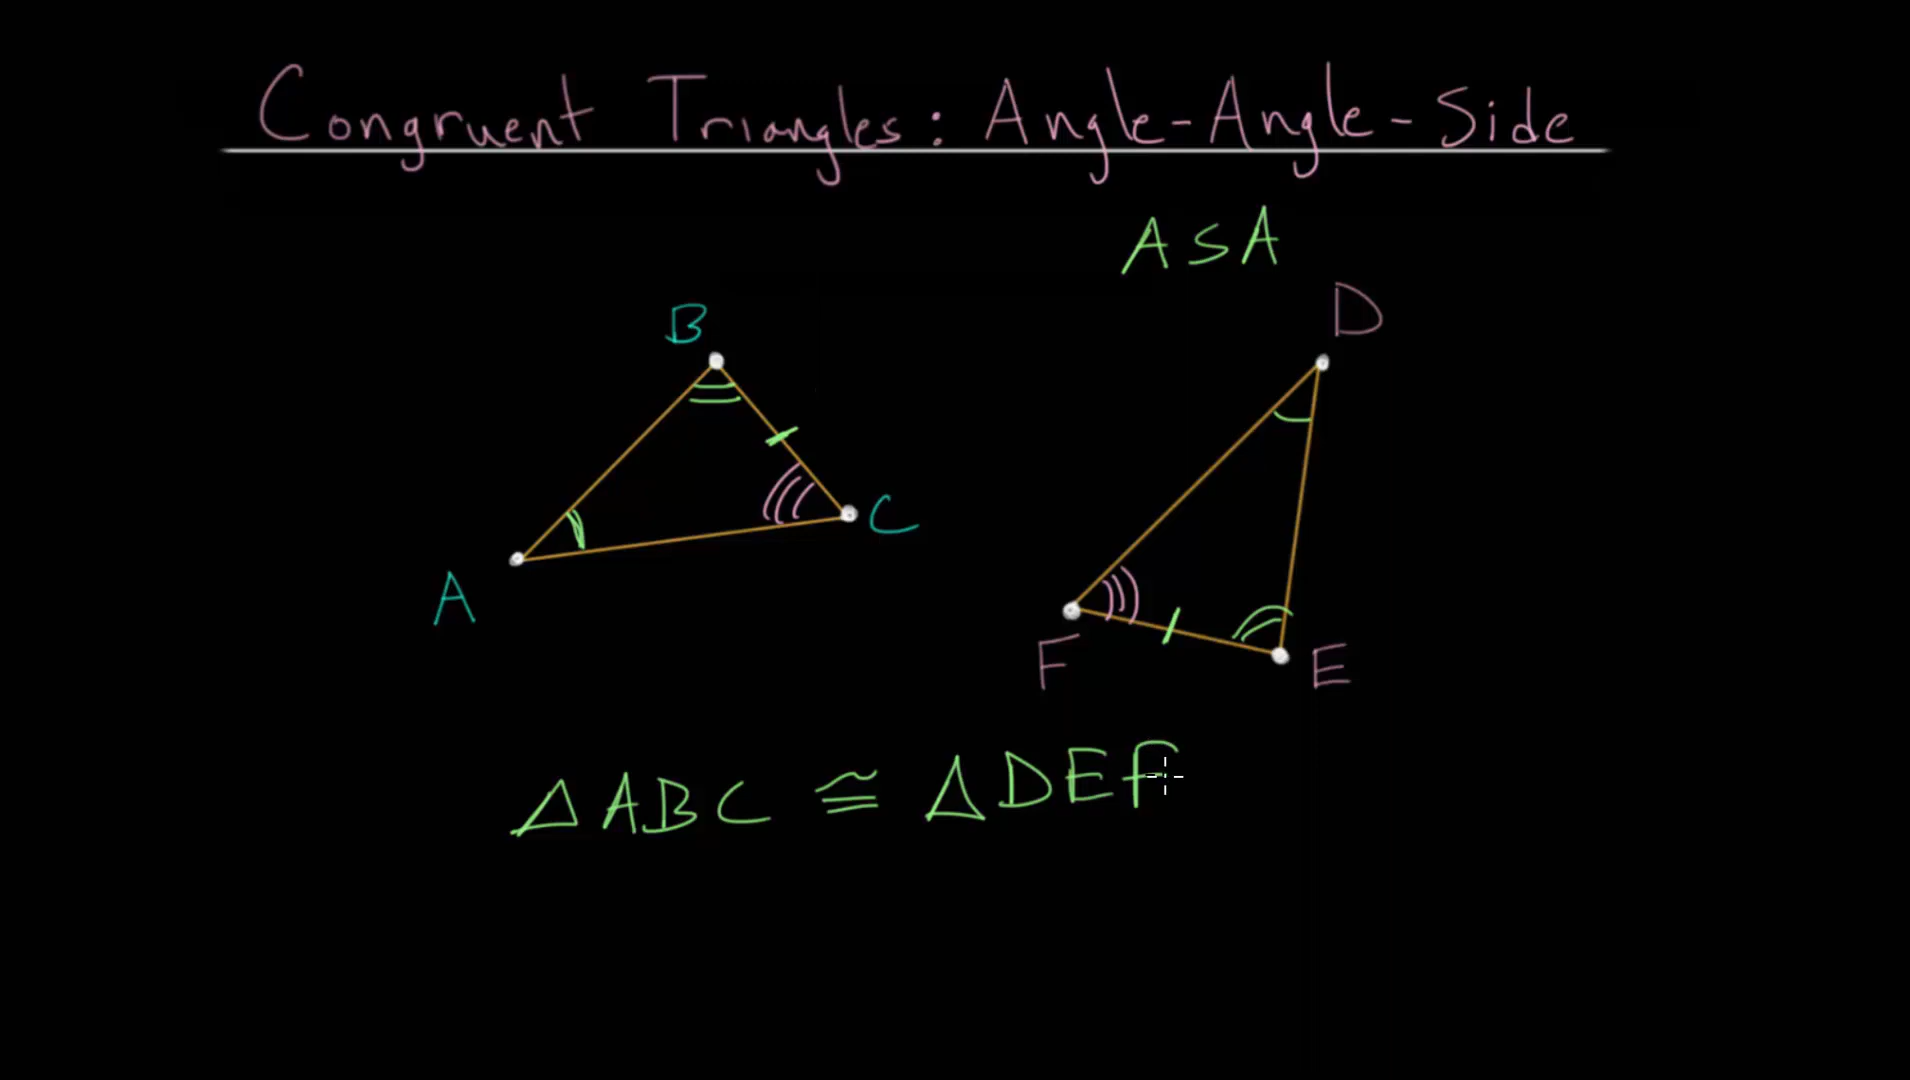 Congruent Triangles: Angle-Angle-Side
ASA
B
D
C
A
F
E
△ABC ≅ △DEF